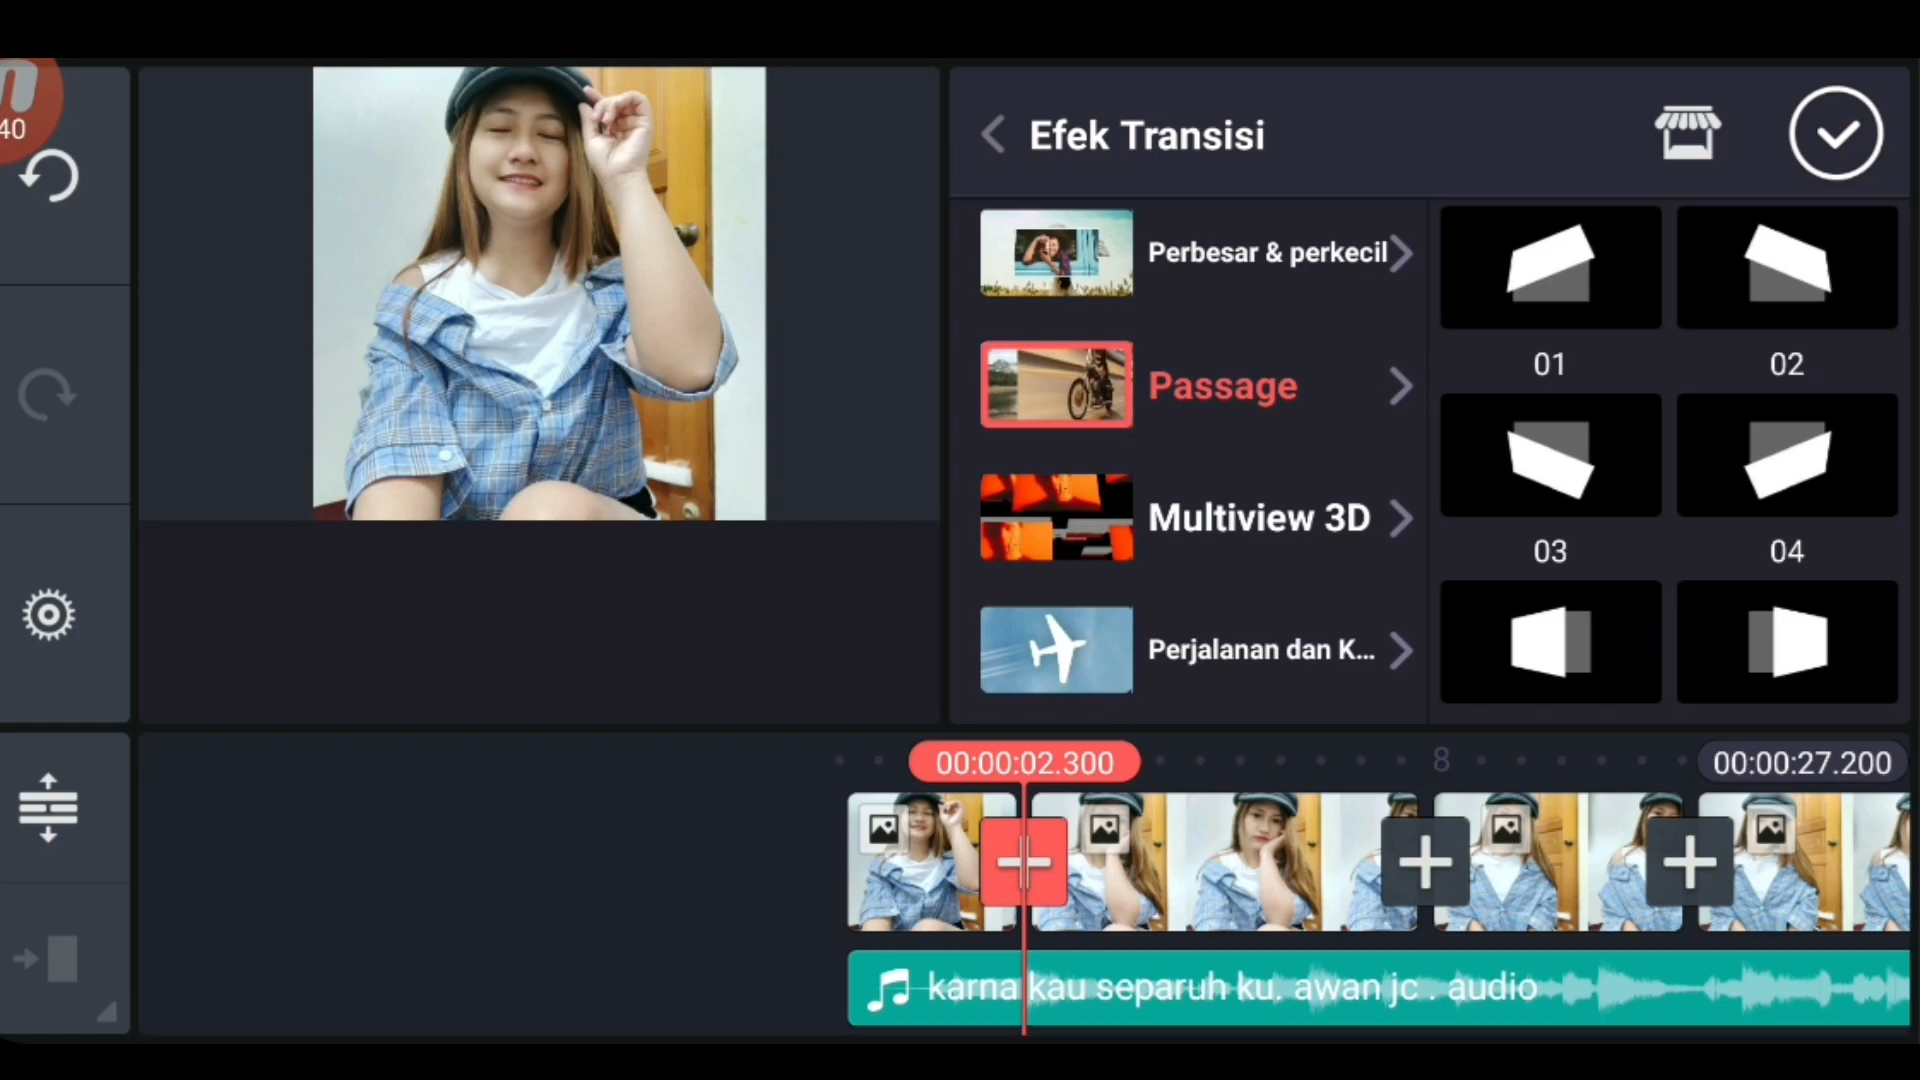 40
Efek Transisi
Perbesar & perkecil
Passage
Multiview 3D
Perjalanan dan K...
01
02
03
04
00:00:02.300
8
00:00:27.200
karna kau separuh ku. awan jc . audio